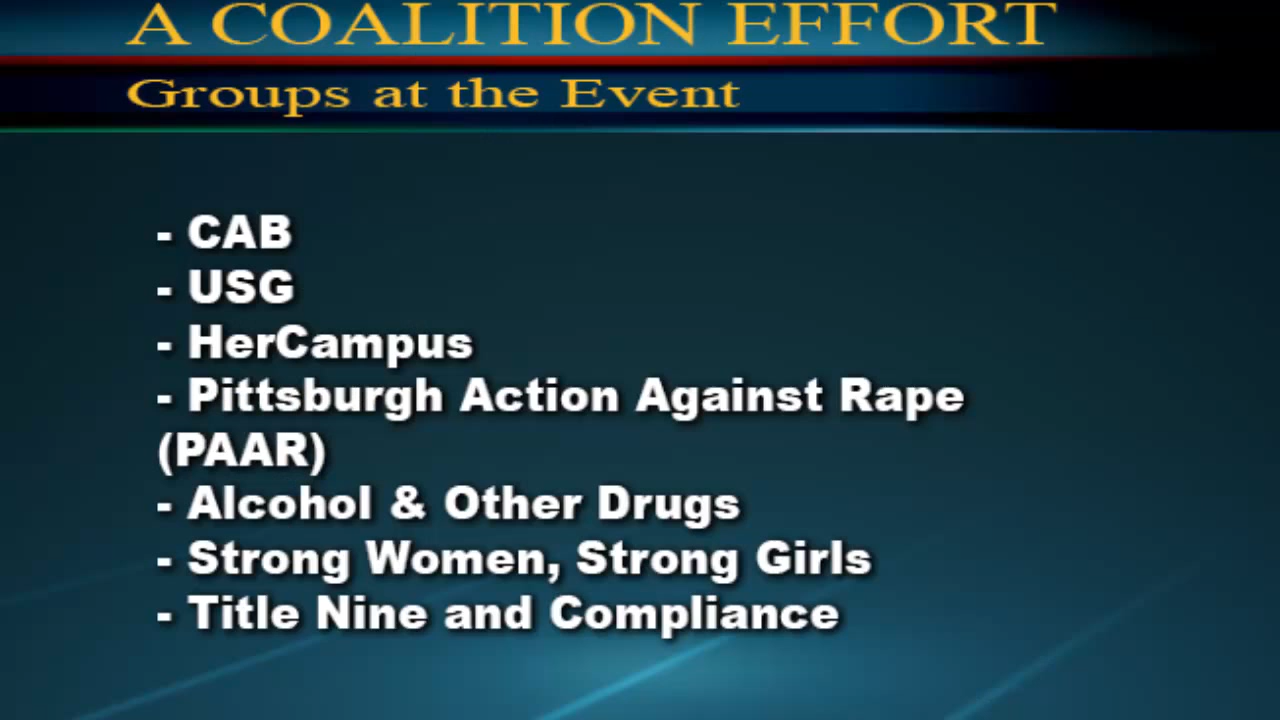 A COALITION EFFORT
Groups at the Event
- CAB
- USG
- HerCampus
- Pittsburgh Action Against Rape
(PAAR)
- Alcohol & Other Drugs
- Strong Women, Strong Girls
- Title Nine and Compliance